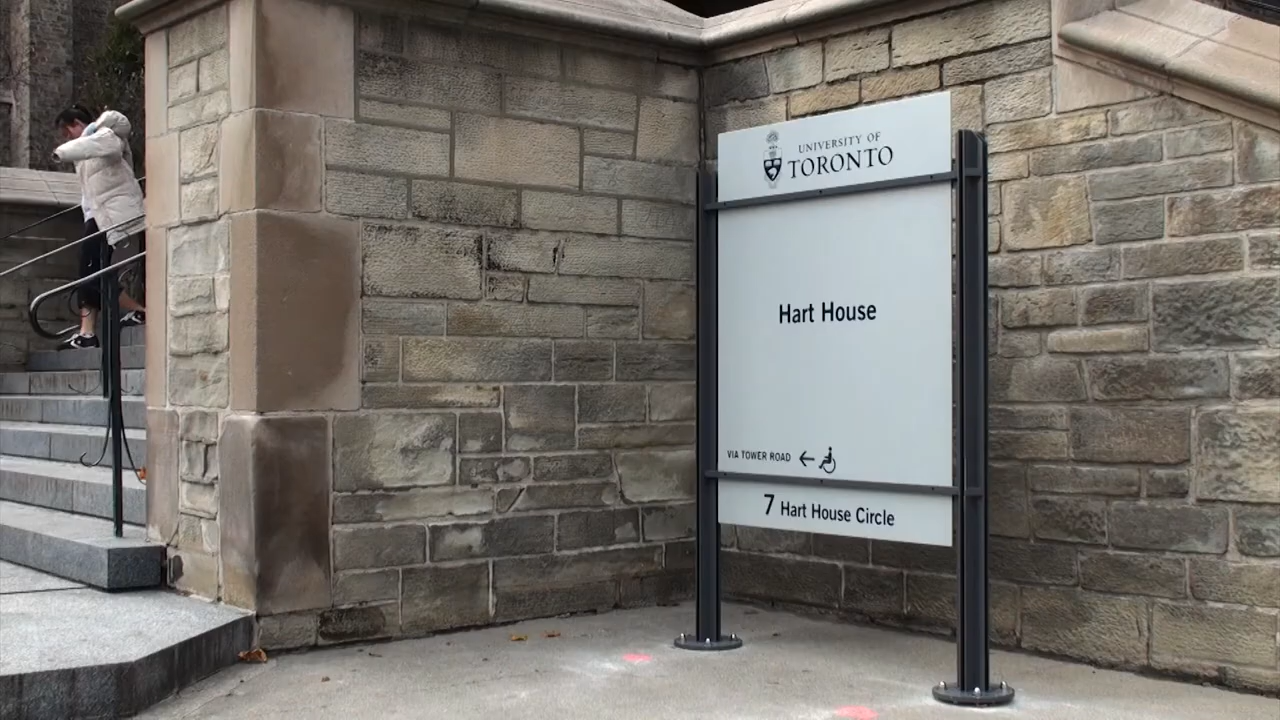 UNIVERSITY OF
TORONTO
Hart House
VIA TOWER ROAD
7 Hart House Circle